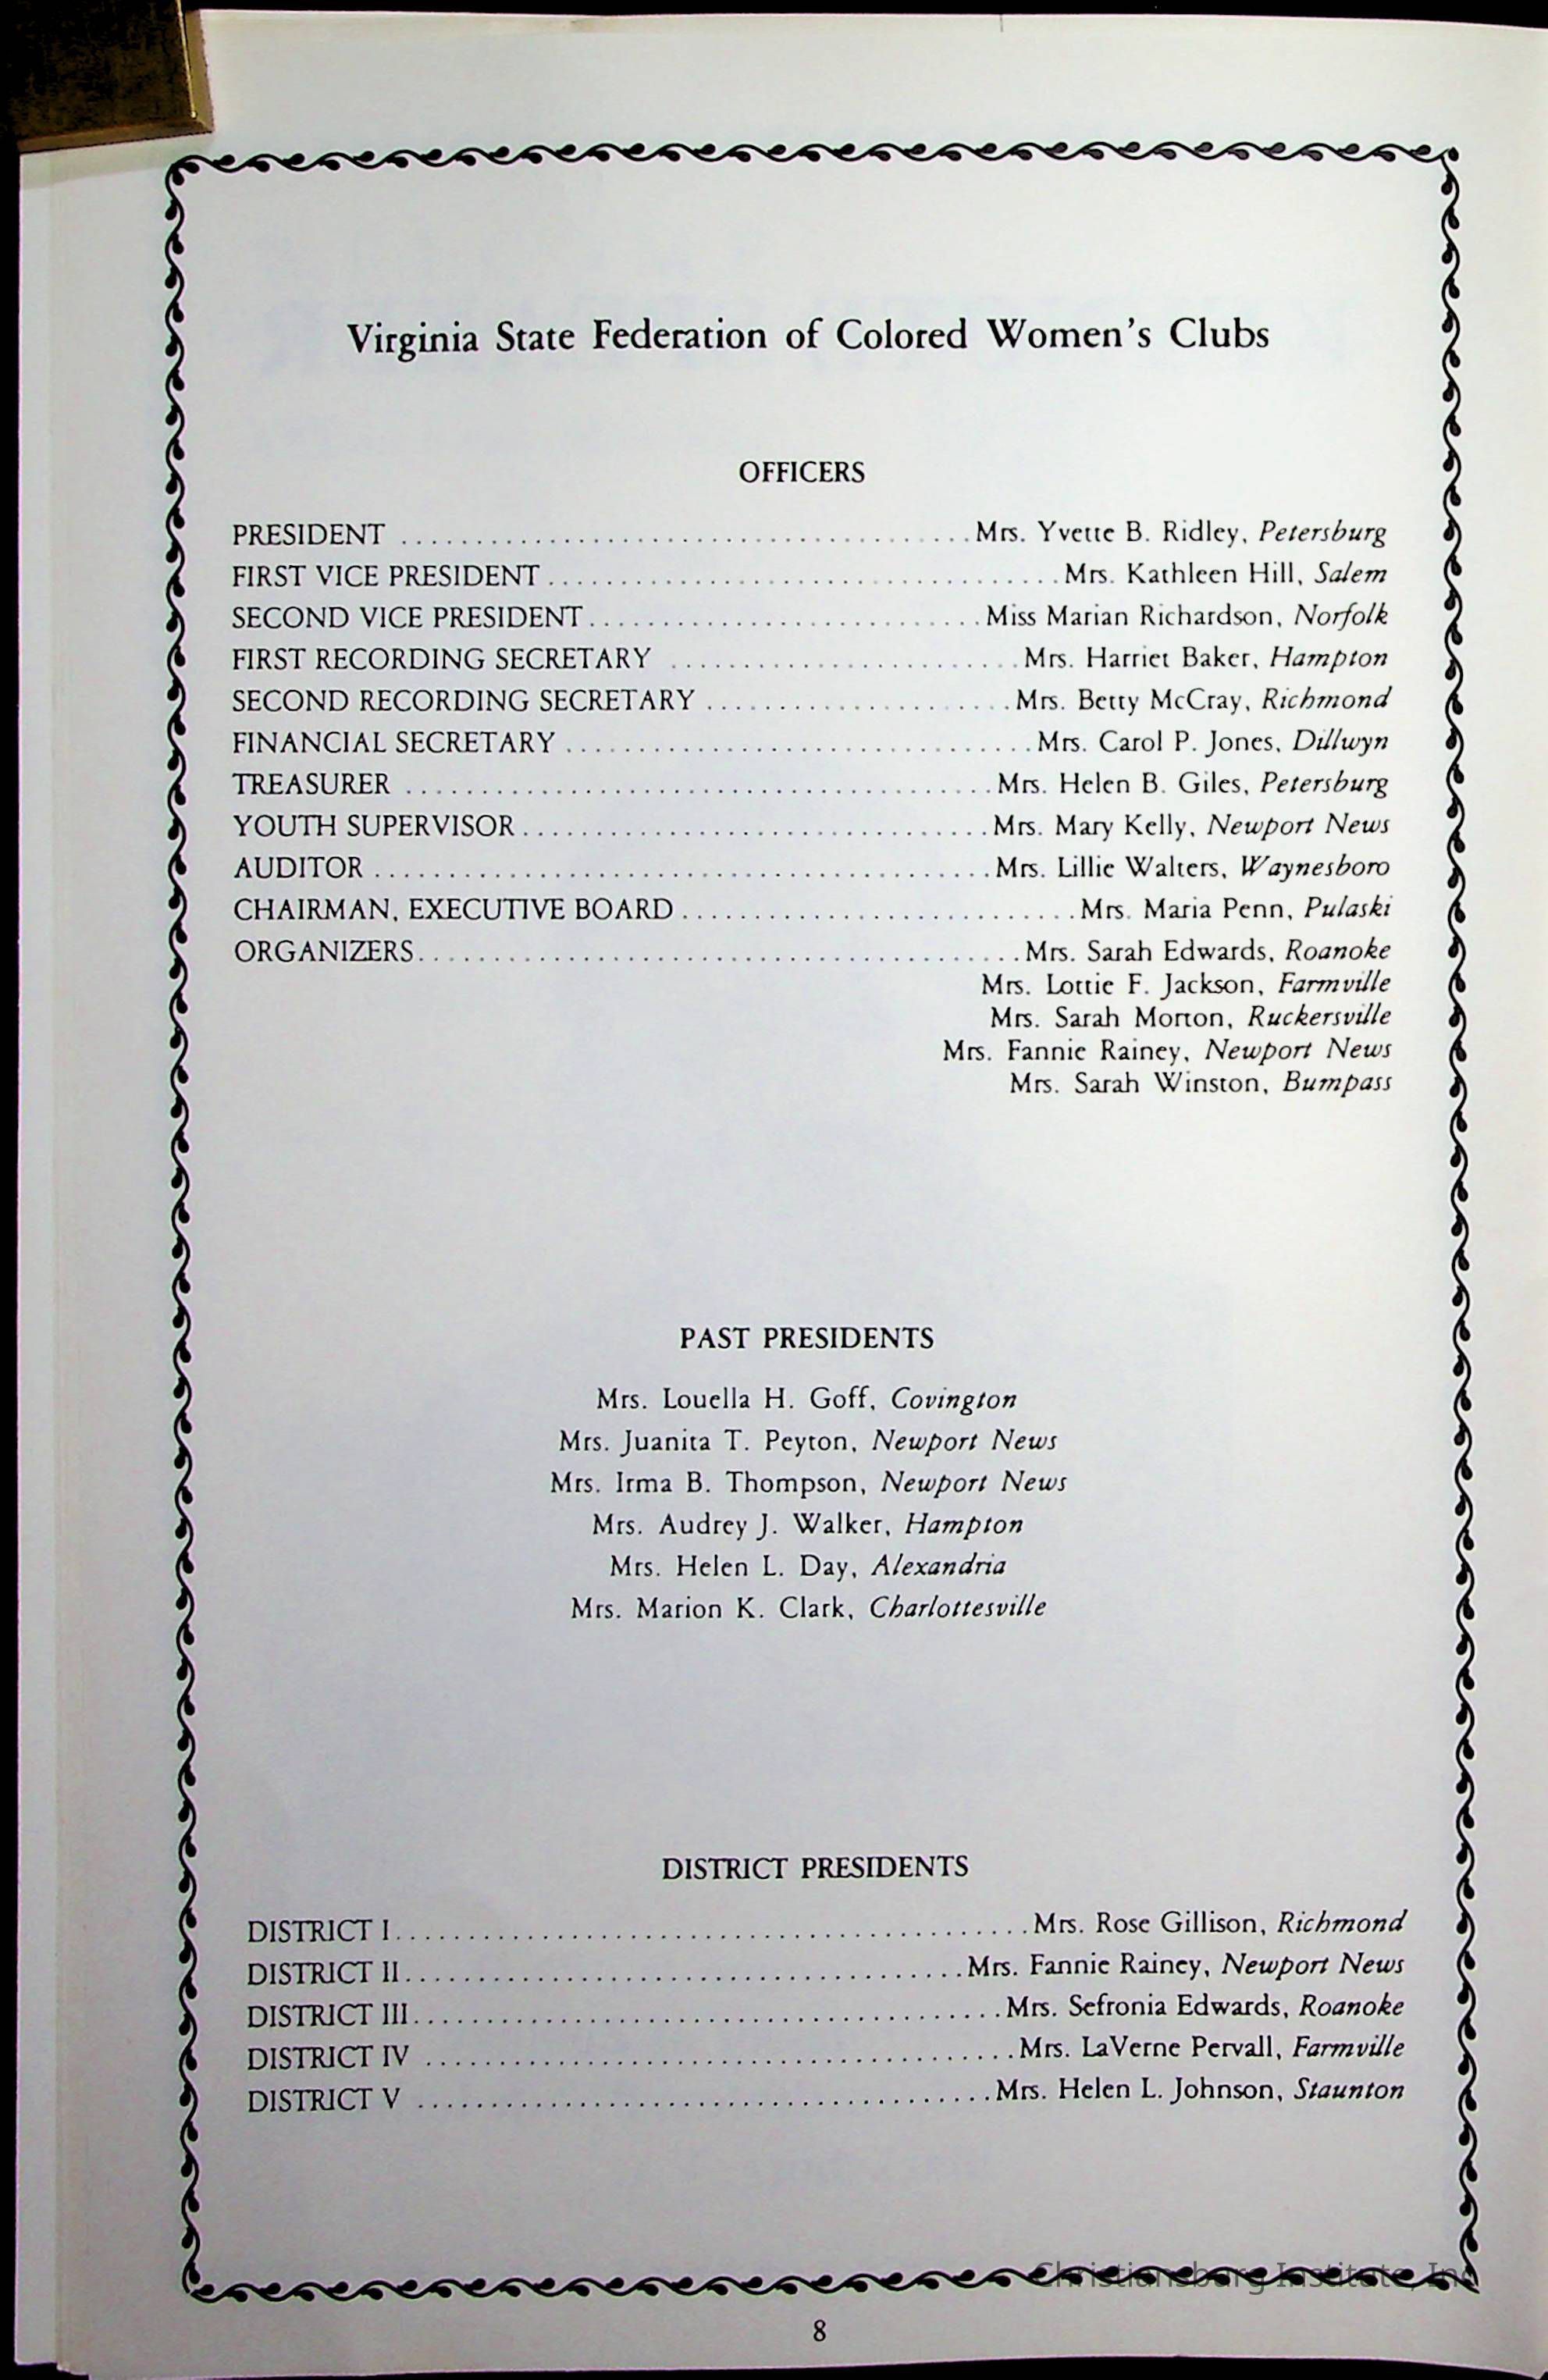 Virginia State Federation of Colored Women's Clubs
OFFICERS
PRESIDENT ........................................ Mrs. Yvette B. Ridley, Petersburg
FIRST VICE PRESIDENT .................................... Mrs. Kathleen Hill, Salem
SECOND VICE PRESIDENT ........................... Miss Marian Richardson, Norfolk
FIRST RECORDING SECRETARY ........................ Mrs. Harriet Baker, Hampton
SECOND RECORDING SECRETARY ..................... Mrs. Betty McCray, Richmond
FINANCIAL SECRETARY ................................ Mrs. Carol P. Jones, Dillwyn
TREASURER ......................................... Mrs. Helen B. Giles, Petersburg
YOUTH SUPERVISOR ................................ Mrs. Mary Kelly, Newport News
AUDITOR ........................................... Mrs. Lillie Walters, Waynesboro
CHAIRMAN, EXECUTIVE BOARD ........................... Mrs. Maria Penn, Pulaski
ORGANIZERS .......................................... Mrs. Sarah Edwards, Roanoke
Mrs. Lottie F. Jackson, Farmville
Mrs. Sarah Morton, Ruckersville
Mrs. Fannie Rainey, Newport News
Mrs. Sarah Winston, Bumpass
PAST PRESIDENTS
Mrs. Louella H. Goff, Covington
Mrs. Juanita T. Peyton, Newport News
Mrs. Irma B. Thompson, Newport News
Mrs. Audrey J. Walker, Hampton
Mrs. Helen L. Day, Alexandria
Mrs. Marion K. Clark, Charlottesville
DISTRICT PRESIDENTS
DISTRICT I ............................................ Mrs. Rose Gillison, Richmond
DISTRICT II ....................................... Mrs. Fannie Rainey, Newport News
DISTRICT III ......................................... Mrs. Sefronia Edwards, Roanoke
DISTRICT IV ......................................... Mrs. LaVerne Pervall, Farmville
DISTRICT V ........................................ Mrs. Helen L. Johnson, Staunton
Christiansburg Institute, Inc
8